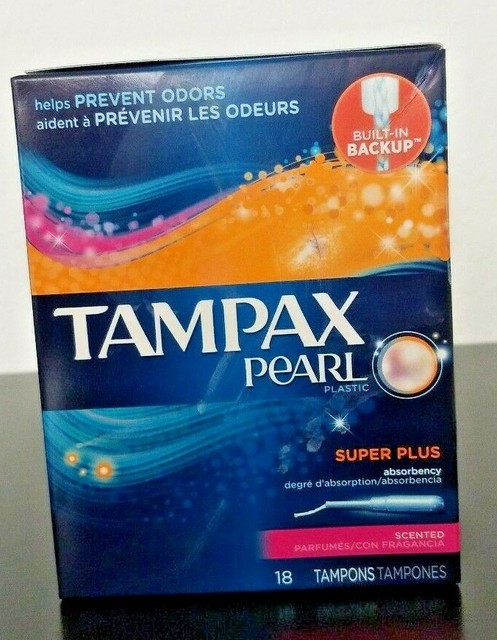 helps PREVENT ODORS
aident à PRÉVENIR LES ODEURS
BUILT-IN
BACKUP™
TAMPAX
PEARL
PLASTIC
SUPER PLUS
absorbency
degré d'absorption/absorbencia
SCENTED
PARFUMÉS/CON FRAGANCIA
18 TAMPONS TAMPONES